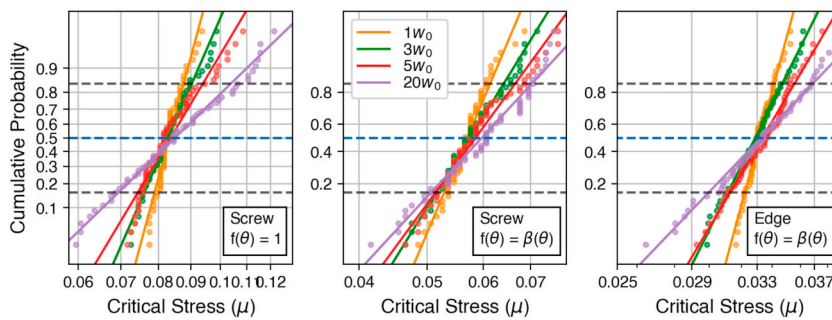 Cumulative Probability
0.9
0.8
0.7
0.6
0.5
0.4
0.3
0.2
0.1
Screw
f(θ) = 1
0.06 0.07 0.08 0.09 0.10 0.11 0.12
Critical Stress (μ)
1w₀
3w₀
5w₀
20w₀
0.8
0.6
0.4
0.2
Screw
f(θ) = β(θ)
0.04 0.05 0.06 0.07
Critical Stress (μ)
0.8
0.6
0.4
0.2
Edge
f(θ) = β(θ)
0.025 0.029 0.033 0.037
Critical Stress (μ)